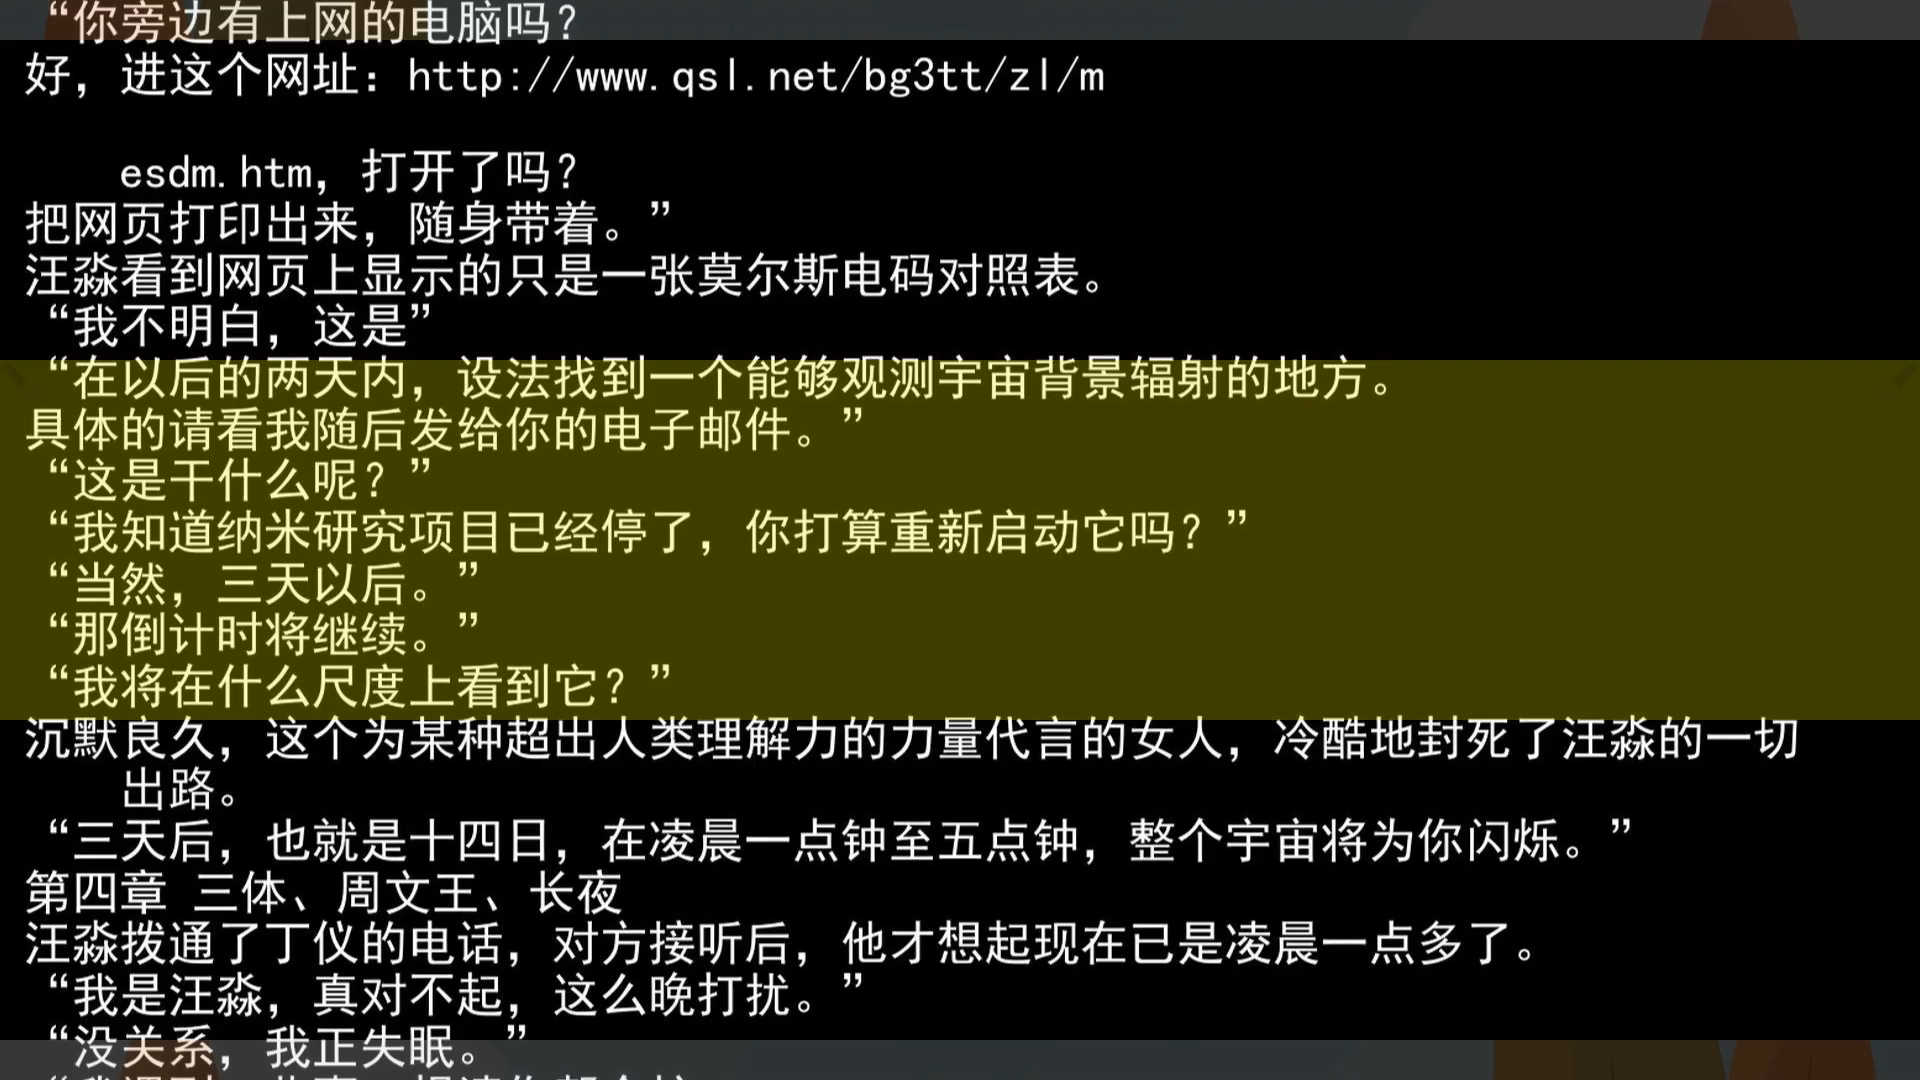 “你旁边有上网的电脑吗？
好，进这个网址：http://www.qsl.net/bg3tt/zl/m
esdm.htm，打开了吗？
把网页打印出来，随身带着。”
汪淼看到网页上显示的只是一张莫尔斯电码对照表。
“我不明白，这是”
“在以后的两天内，设法找到一个能够观测宇宙背景辐射的地方。
具体的请看我随后发给你的电子邮件。”
“这是干什么呢？”
“我知道纳米研究项目已经停了，你打算重新启动它吗？”
“当然，三天以后。”
“那倒计时将继续。”
“我将在什么尺度上看到它？”
沉默良久，这个为某种超出人类理解力的力量代言的女人，冷酷地封死了汪淼的一切
出路。
“三天后，也就是十四日，在凌晨一点钟至五点钟，整个宇宙将为你闪烁。”
第四章 三体、周文王、长夜
汪淼拨通了丁仪的电话，对方接听后，他才想起现在已是凌晨一点多了。
“我是汪淼，真对不起，这么晚打扰。”
“没关系，我正失眠。”